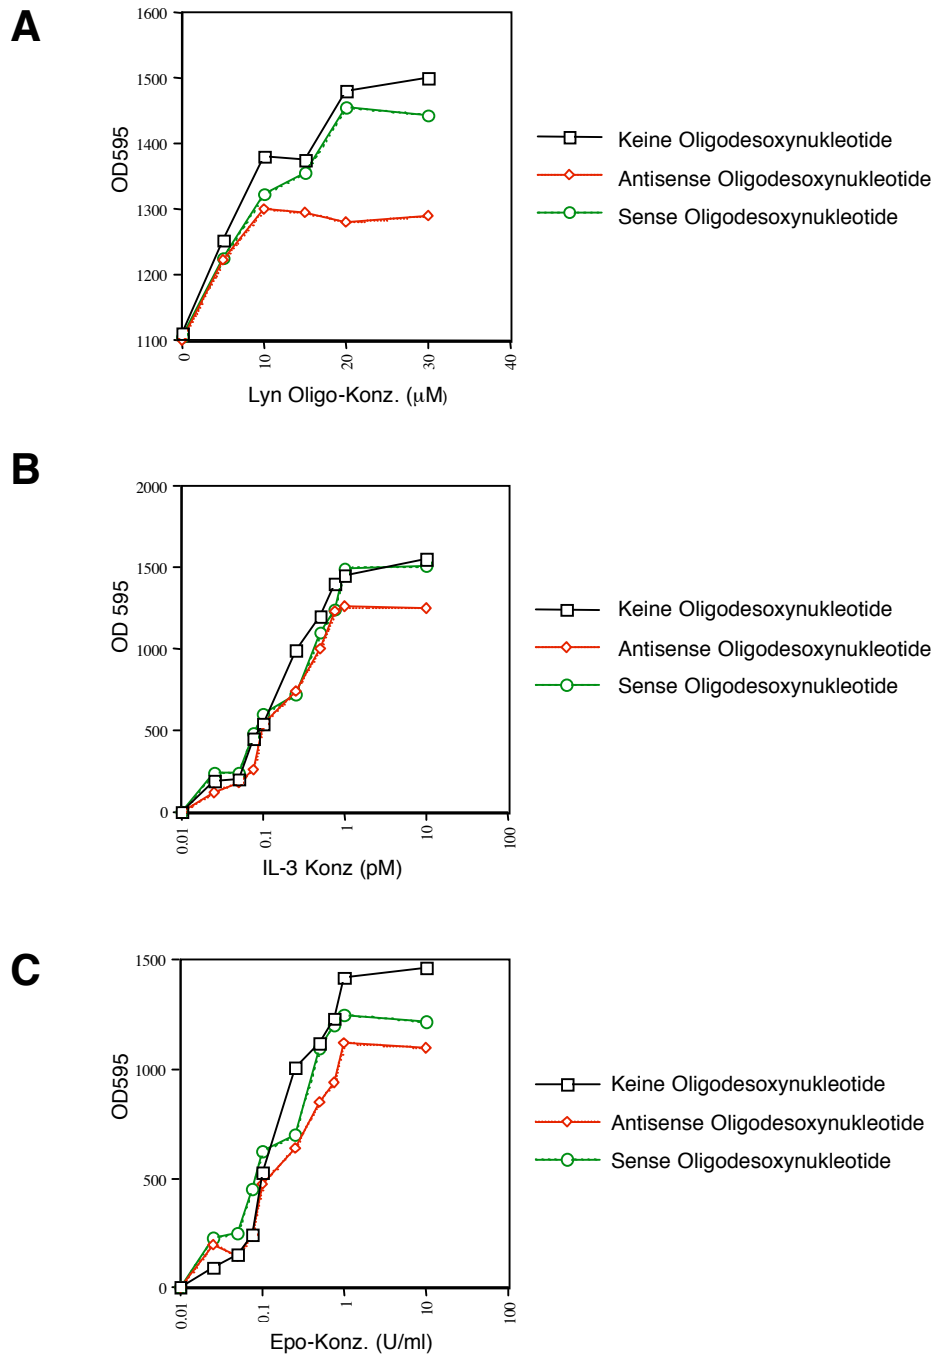 A
1600
1500
1400
1300
1200
1100
OD595
0
10
20
30
40
Lyn Oligo-Konz. (μM)
Keine Oligodesoxynukleotide
Antisense Oligodesoxynukleotide
Sense Oligodesoxynukleotide
B
2000
1500
1000
500
0
OD 595
0.01
0.1
1
10
100
IL-3 Konz (pM)
Keine Oligodesoxynukleotide
Antisense Oligodesoxynukleotide
Sense Oligodesoxynukleotide
C
1500
1000
500
0
OD595
0.01
0.1
1
10
100
Epo-Konz. (U/ml)
Keine Oligodesoxynukleotide
Antisense Oligodesoxynukleotide
Sense Oligodesoxynukleotide